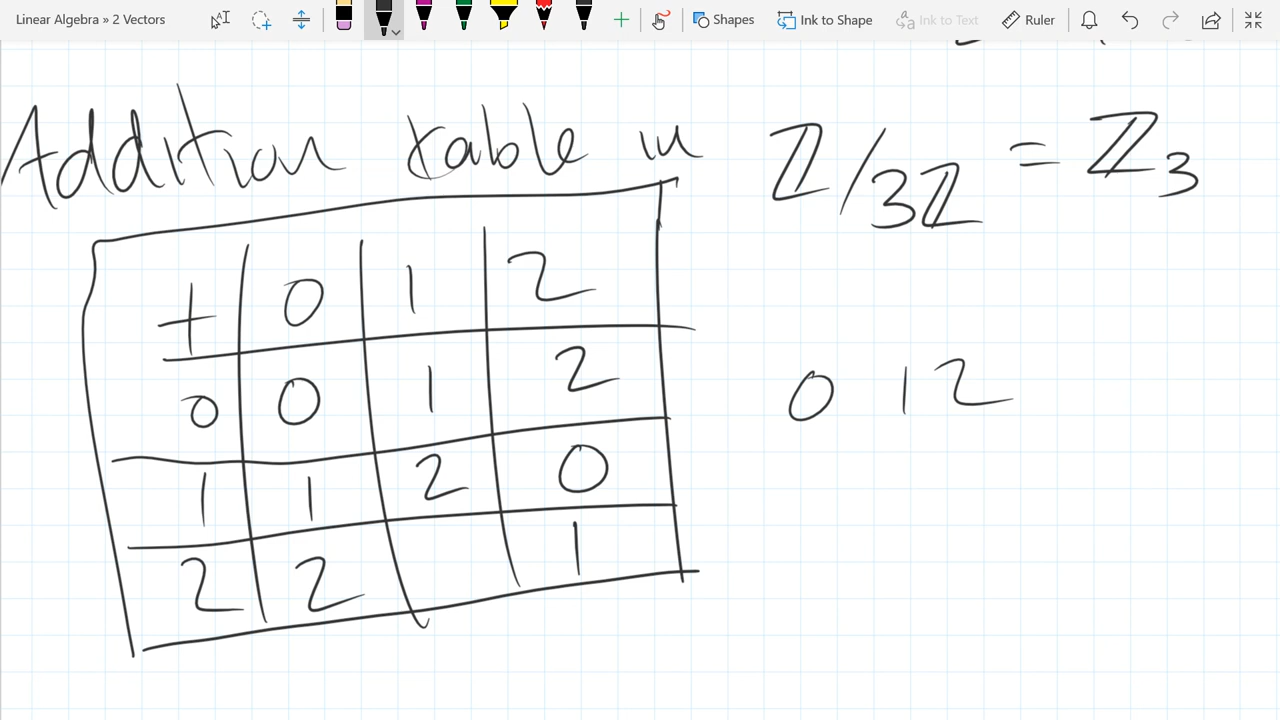 Linear Algebra » 2 Vectors
Shapes Ink to Shape Ink to Text Ruler
Addition table in ℤ/3ℤ = ℤ₃
+ 0 1 2
0 0 1 2
1 1 2 0
2 2 1
0 1 2